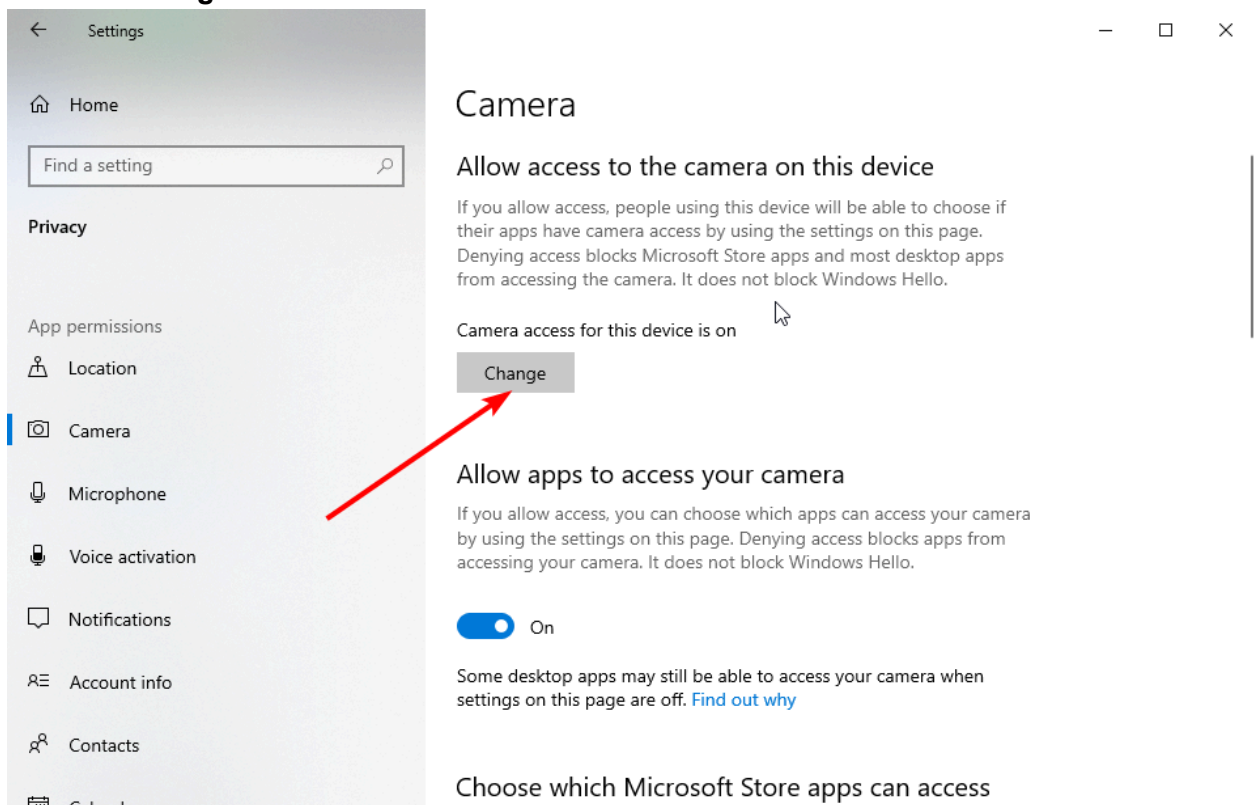 Settings
Home
Find a setting
Privacy
App permissions
Location
Camera
Microphone
Voice activation
Notifications
Account info
Contacts
Camera
Allow access to the camera on this device
If you allow access, people using this device will be able to choose if
their apps have camera access by using the settings on this page.
Denying access blocks Microsoft Store apps and most desktop apps
from accessing the camera. It does not block Windows Hello.
Camera access for this device is on
Change
Allow apps to access your camera
If you allow access, you can choose which apps can access your camera
by using the settings on this page. Denying access blocks apps from
accessing your camera. It does not block Windows Hello.
On
Some desktop apps may still be able to access your camera when
settings on this page are off. Find out why
Choose which Microsoft Store apps can access